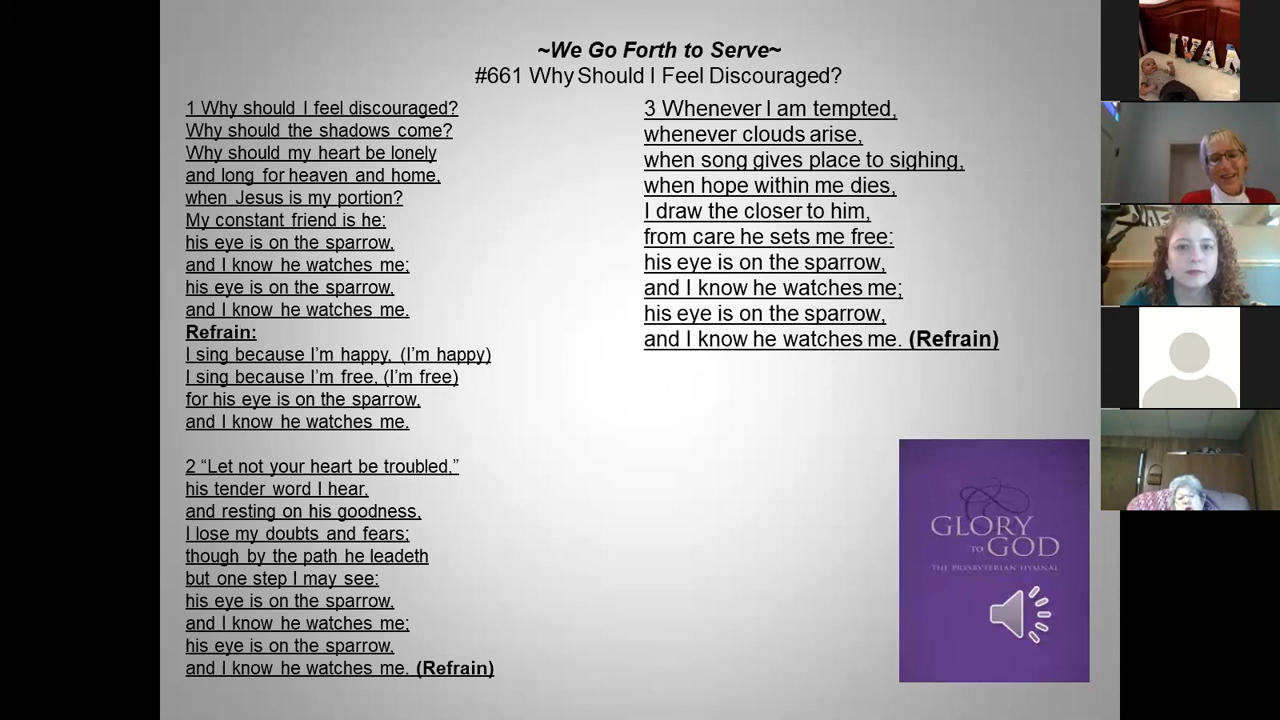 ~We Go Forth to Serve~
#661 Why Should I Feel Discouraged?
1 Why should I feel discouraged?
Why should the shadows come?
Why should my heart be lonely
and long for heaven and home,
when Jesus is my portion?
My constant friend is he:
his eye is on the sparrow,
and I know he watches me;
his eye is on the sparrow,
and I know he watches me.
Refrain:
I sing because I’m happy, (I’m happy)
I sing because I’m free, (I’m free)
for his eye is on the sparrow,
and I know he watches me.
2 “Let not your heart be troubled,”
his tender word I hear,
and resting on his goodness,
I lose my doubts and fears;
though by the path he leadeth
but one step I may see:
his eye is on the sparrow,
and I know he watches me;
his eye is on the sparrow,
and I know he watches me. (Refrain)
3 Whenever I am tempted,
whenever clouds arise,
when song gives place to sighing,
when hope within me dies,
I draw the closer to him,
from care he sets me free:
his eye is on the sparrow,
and I know he watches me;
his eye is on the sparrow,
and I know he watches me. (Refrain)
GLORY
TO GOD
THE PRESBYTERIAN HYMNAL
IVAN